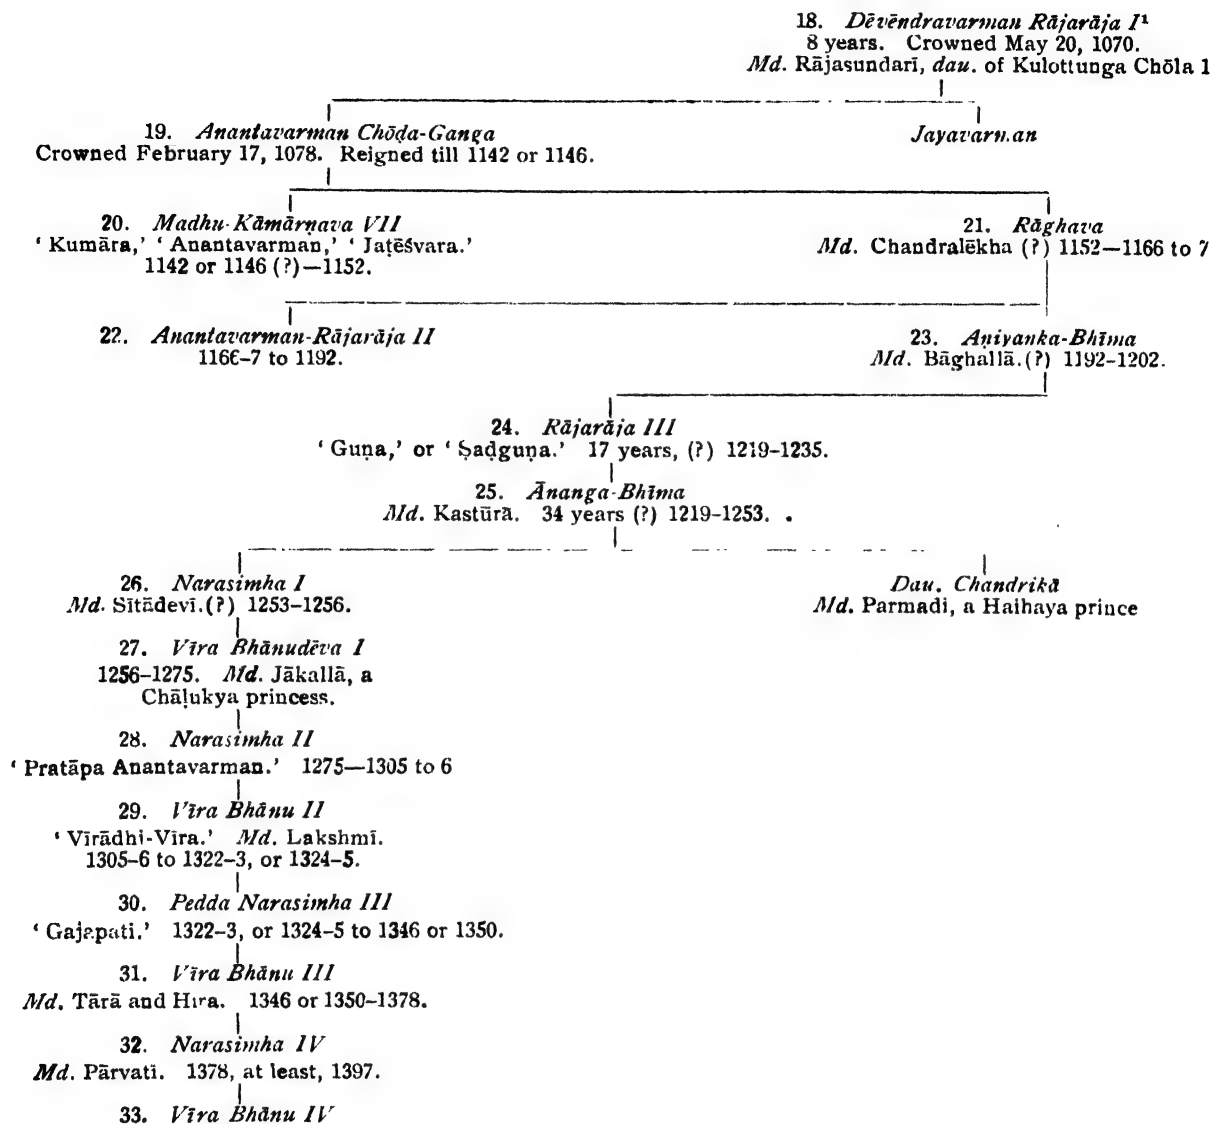 18. Dēvēndravarman Rājarāja I¹
8 years. Crowned May 20, 1070.
Md. Rājasundarī, dau. of Kulottunga Chōla 1
19. Anantavarman Chōḍa-Ganga
Crowned February 17, 1078. Reigned till 1142 or 1146.
Jayavarman
20. Madhu-Kāmārṇava VII
‘ Kumāra,’ ‘ Anantavarman,’ ‘ Jaṭēśvara.’
1142 or 1146 (?)—1152.
21. Rāghava
Md. Chandralēkha (?) 1152—1166 to 7
22. Anantavarman-Rājarāja II
1166-7 to 1192.
23. Aṇiyanka-Bhīma
Md. Bāghallā.(?) 1192-1202.
24. Rājarāja III
‘ Guṇa,’ or ‘ Ṣaḍguṇa.’ 17 years, (?) 1219-1235.
25. Ānanga-Bhīma
Md. Kastūrā. 34 years (?) 1219-1253.
26. Narasimha I
Md. Sītādevī.(?) 1253-1256.
Dau. Chandrikā
Md. Parmadi, a Haihaya prince
27. Vīra Bhānudēva I
1256-1275. Md. Jākallā, a
Chāḷukya princess.
28. Narasimha II
‘ Pratāpa Anantavarman.’ 1275—1305 to 6
29. Vīra Bhānu II
‘ Vīrādhi-Vīra.’ Md. Lakshmī.
1305-6 to 1322-3, or 1324-5.
30. Pedda Narasimha III
‘ Gajapati.’ 1322-3, or 1324-5 to 1346 or 1350.
31. Vīra Bhānu III
Md. Tārā and Hıra. 1346 or 1350-1378.
32. Narasimha IV
Md. Pārvatī. 1378, at least, 1397.
33. Vīra Bhānu IV